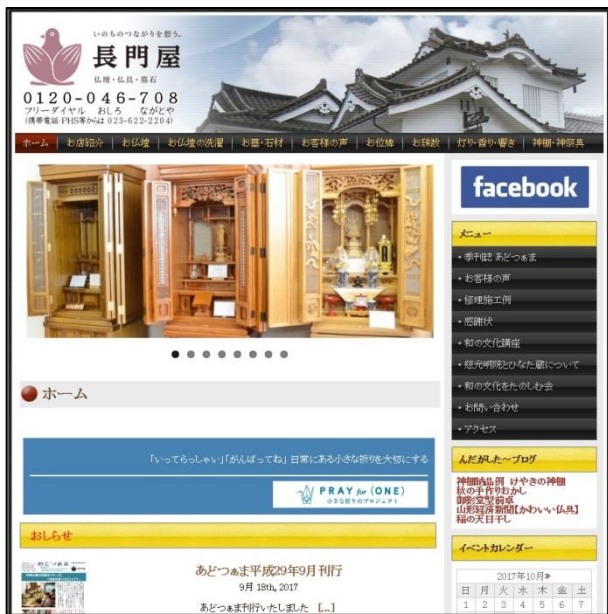 いのちのつながりを想う。
長門屋
仏壇・仏具・墓石
0120-046-708
フリーダイヤル おしろ ながとや
(携帯電話・PHS等からは 023-622-2204)
ホーム お店紹介 お仏壇 お仏壇の洗濯 お墓・石材 お客様の声 お位牌 お珠数 灯り・香り・響き 神棚・神祭具
facebook
メニュー
・季刊誌 あどつぁま
・お客様の声
・修理施工例
・感謝状
・和の文化講座
・慈光明院とひなた蔵について
・和の文化をたのしむ会
・お問い合わせ
・アクセス
ホーム
「いってらっしゃい」「がんばってね」日常にある小さな祈りを大切にする
PRAY for (ONE)
小さな祈りのプロジェクト
んだがした~ブログ
神棚納品例 けやきの神棚
秋の手作りおかし
御影堂型前卓
山形経済新聞【かわいい仏具】
稲の天日干し
おしらせ
あどつぁま平成29年9月刊行
9月 18th, 2017
あどつぁま刊行いたしました [...]
イベントカレンダー
2017年10月»
日 月 火 水 木 金 土
1 2 3 4 5 6 7